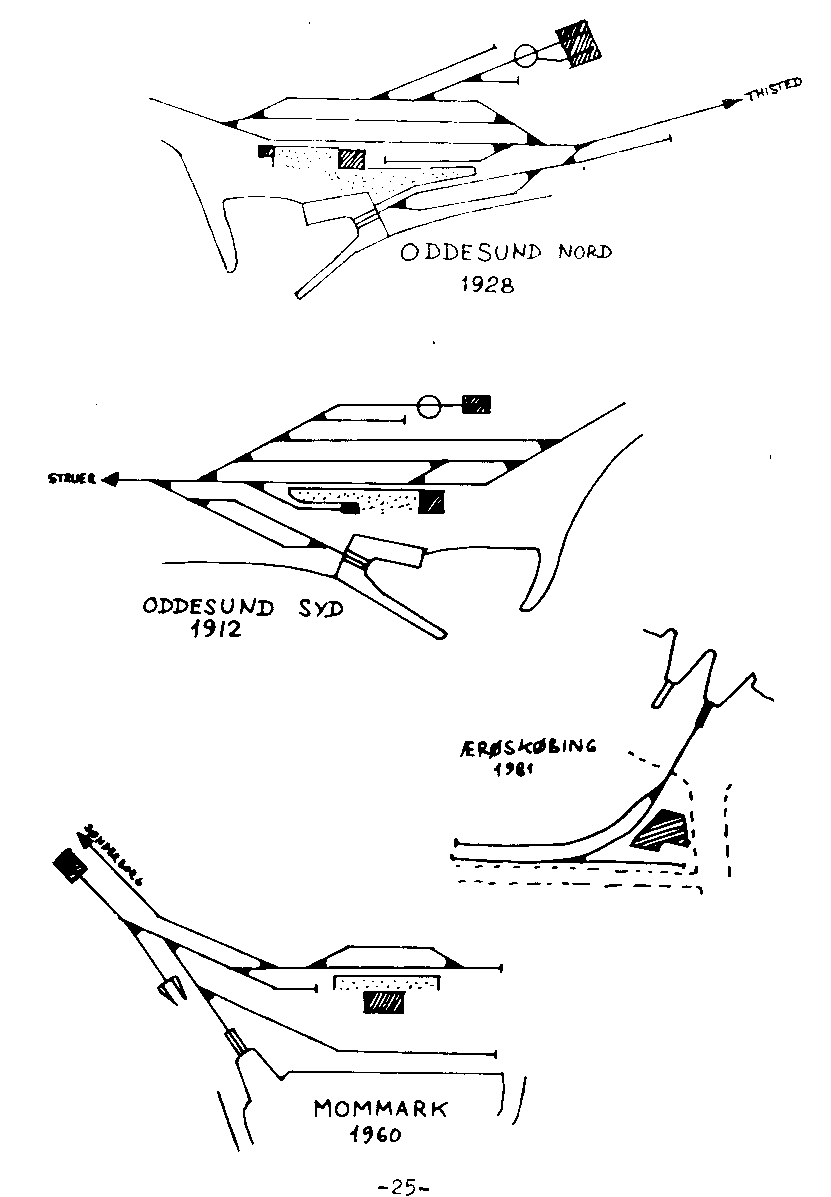 THISTED
ODDESUND NORD
1928
STRUER
ODDESUND SYD
1912
ÆRØSKØBING
1981
SØNDERBORG
MOMMARK
1960
-25-